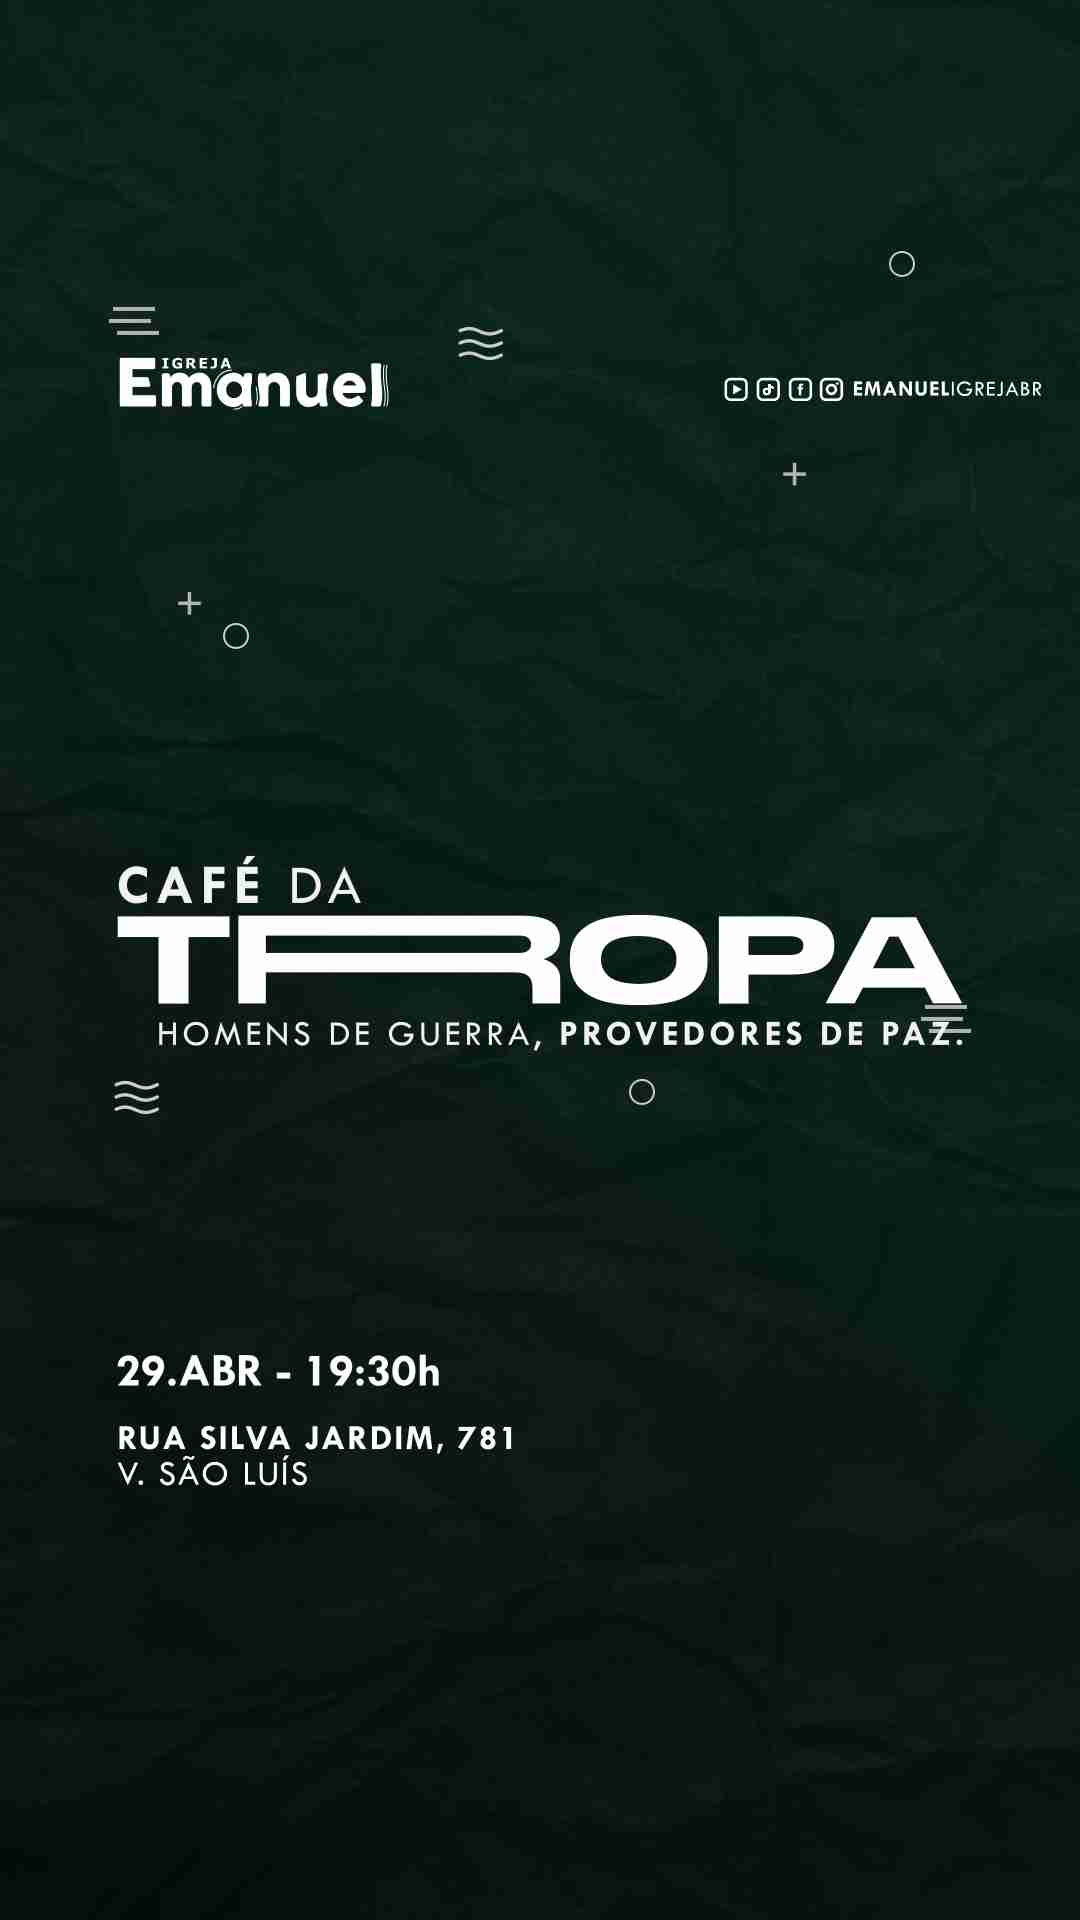 IGREJA
Emanuel
EMANUELIGREJABR
CAFÉ DA
TROPA
HOMENS DE GUERRA, PROVEDORES DE PAZ.
29.ABR - 19:30h
RUA SILVA JARDIM, 781
V. SÃO LUÍS